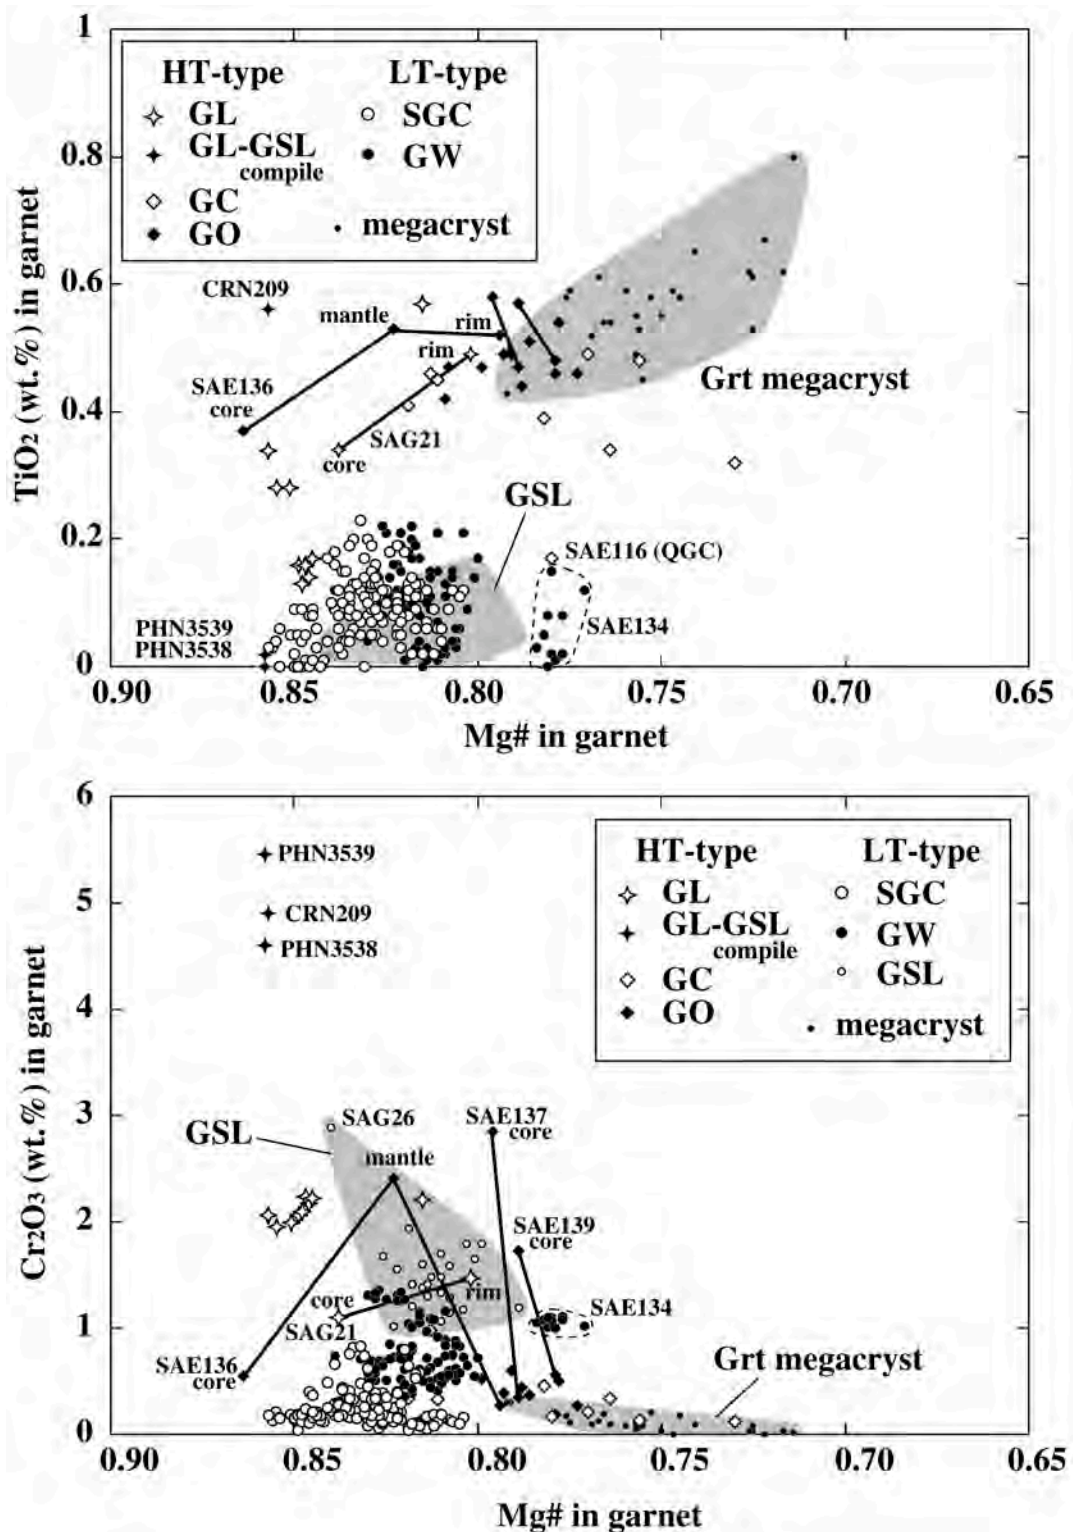 1
HT-type LT-type
GL SGC
GL-GSL GW
compile
GC
GO megacryst
0.8
0.6
CRN209
mantle rim
rim
SAE136
core
Grt megacryst
0.4
SAG21
core
GSL
0.2
SAE116 (QGC)
PHN3539
PHN3538
SAE134
0
0.90 0.85 0.80 0.75 0.70 0.65
Mg# in garnet
TiO2 (wt.%) in garnet
6
PHN3539
HT-type LT-type
GL SGC
5
CRN209
GL-GSL GW
PHN3538
compile GSL
GC
GO megacryst
4
3
SAG26 SAE137
core
GSL
mantle
2
SAE139
core
core rim
SAG21
1
SAE134
SAE136
core
Grt megacryst
0
0.90 0.85 0.80 0.75 0.70 0.65
Mg# in garnet
Cr2O3 (wt.%) in garnet